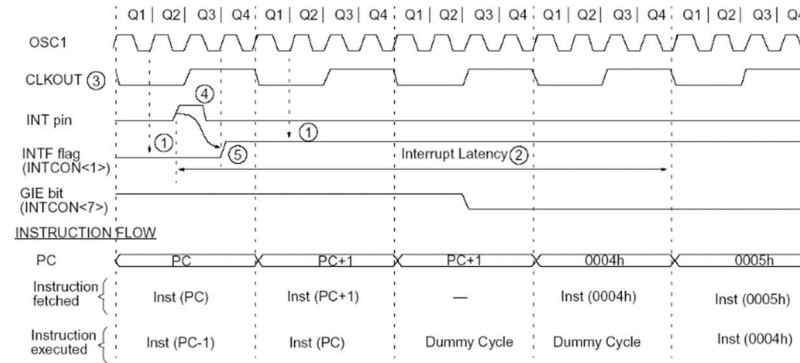 Q1| Q2| Q3| Q4 | Q1| Q2| Q3| Q4 | Q1| Q2| Q3| Q4 | Q1| Q2| Q3| Q4 | Q1| Q2| Q3| Q4
OSC1
CLKOUT ③
④
INT pin
① ①
INTF flag
(INTCON<1>)
⑤ Interrupt Latency ②
GIE bit
(INTCON<7>)
INSTRUCTION FLOW
PC PC PC+1 PC+1 0004h 0005h
Instruction
fetched
Inst (PC) Inst (PC+1) — Inst (0004h) Inst (0005h)
Instruction
executed
Inst (PC-1) Inst (PC) Dummy Cycle Dummy Cycle Inst (0004h)